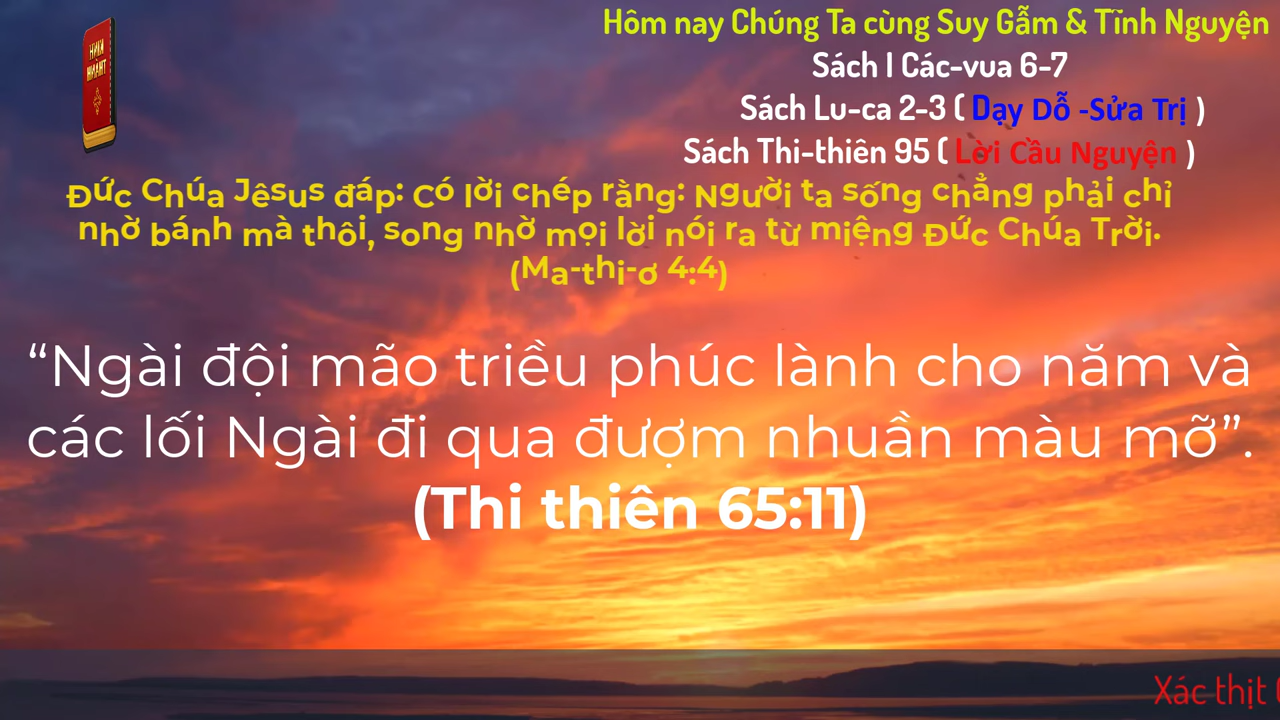 Hôm nay Chúng Ta cùng Suy Gẫm & Tĩnh Nguyện
Sách I Các-vua 6-7
Sách Lu-ca 2-3 ( Dạy Dỗ -Sửa Trị )
Sách Thi-thiên 95 ( Lời Cầu Nguyện )
KINH
THÁNH
Đức Chúa Jêsus đáp: Có lời chép rằng: Người ta sống chẳng phải chỉ
nhờ bánh mà thôi, song nhờ mọi lời nói ra từ miệng Đức Chúa Trời.
(Ma-thi-ơ 4:4)
“Ngài đội mão triều phúc lành cho năm và
các lối Ngài đi qua đượm nhuần màu mỡ”.
(Thi thiên 65:11)
Xác thịt